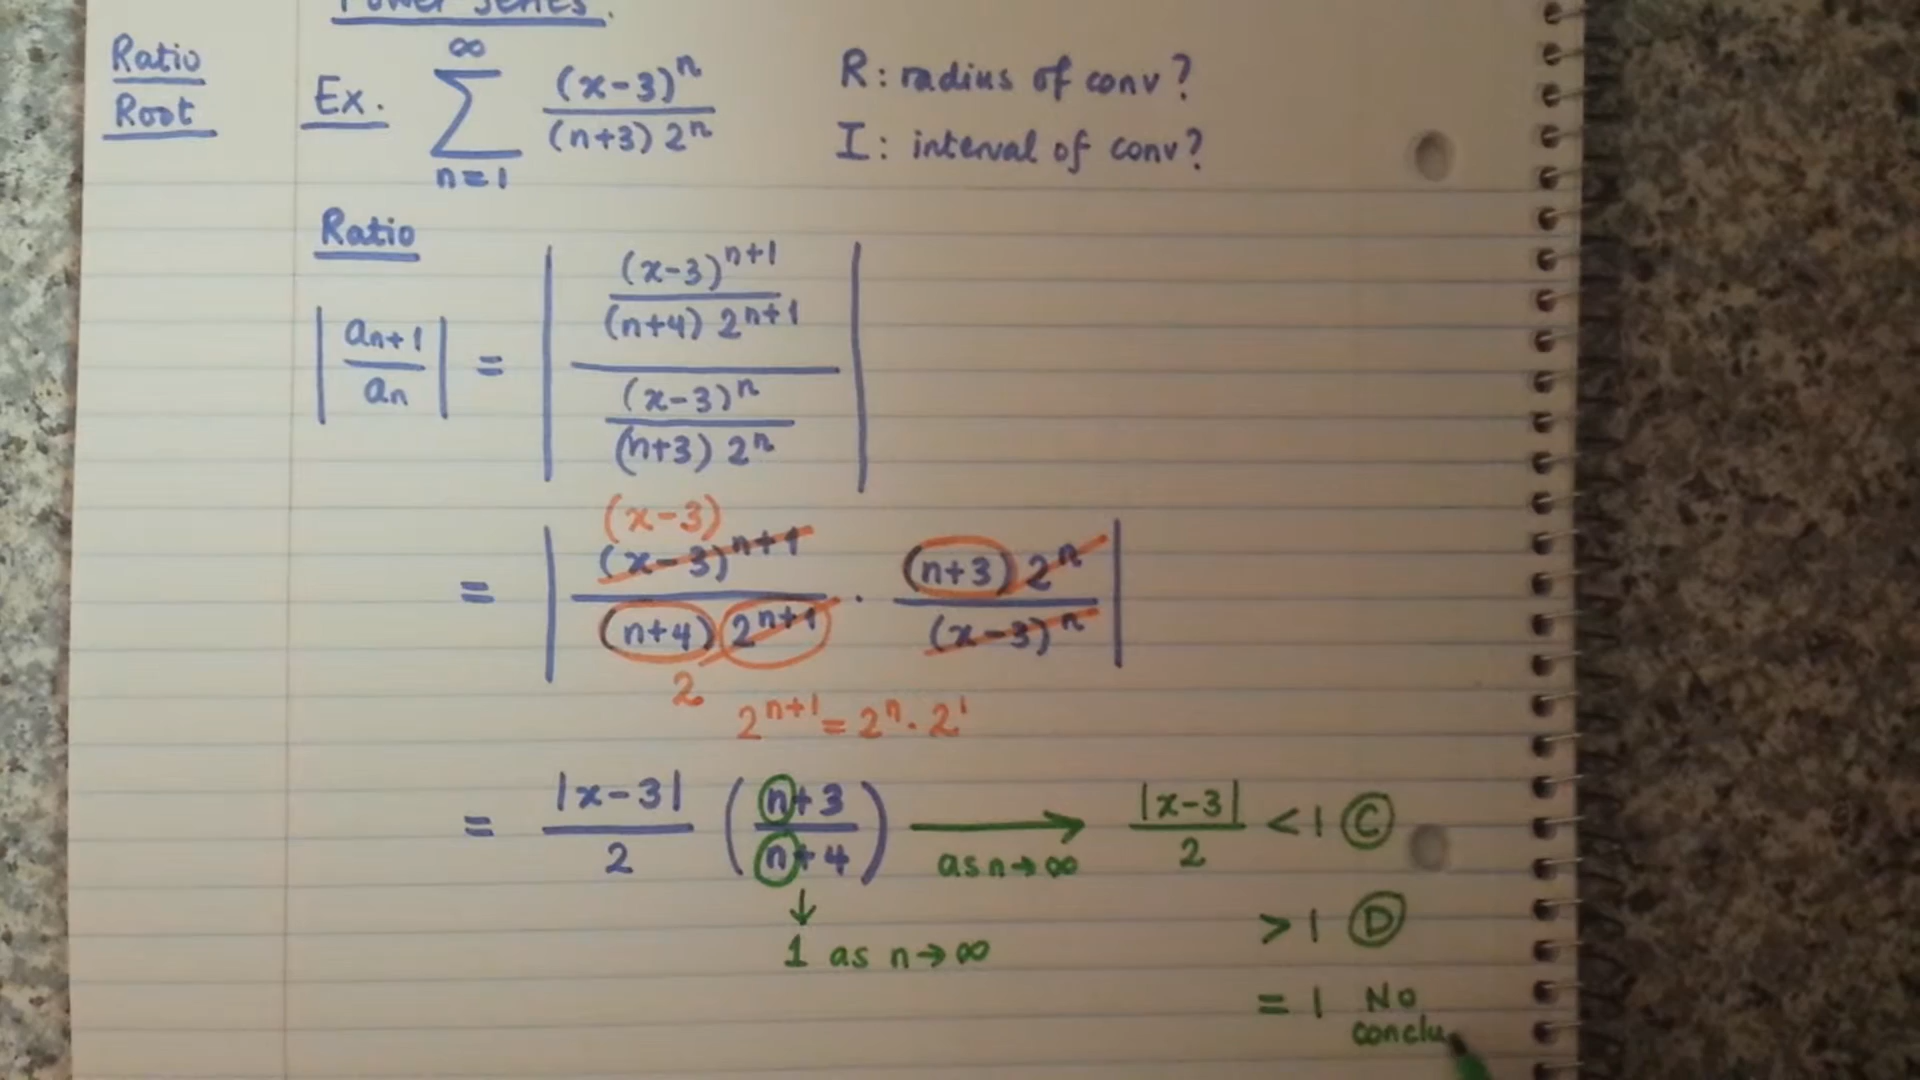 Power Series.
Ratio
Root
Ex. ∞ ∑ n=1 (x-3)^n / (n+3) 2^n
R: radius of conv?
I: interval of conv?
Ratio
| a_{n+1} / a_n | = | (x-3)^{n+1} / (n+4) 2^{n+1} / (x-3)^n / (n+3) 2^n |
(x-3)
= | (x-3)^{n+1} / (n+4) 2^{n+1} · (n+3) 2^n / (x-3)^n |
2
2^{n+1} = 2^n · 2^1
= |x-3| / 2 ( n+3 / n+4 ) → as n→∞ |x-3| / 2 < 1 Ⓒ
↓
1 as n→∞
> 1 Ⓓ
= 1 No
conclu